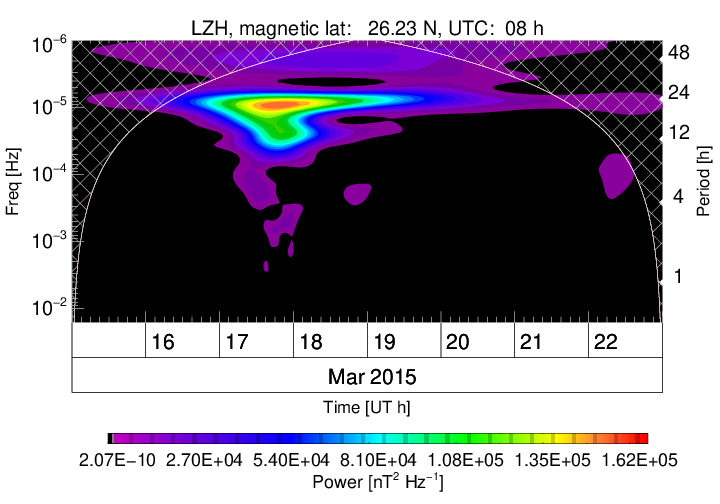 LZH, magnetic lat: 26.23 N, UTC: 08 h
10⁻⁶
10⁻⁵
10⁻⁴
10⁻³
10⁻²
Freq [Hz]
48
24
12
4
1
Period [h]
16 17 18 19 20 21 22
Mar 2015
Time [UT h]
2.07E−10 2.70E+04 5.40E+04 8.10E+04 1.08E+05 1.35E+05 1.62E+05
Power [nT² Hz⁻¹]